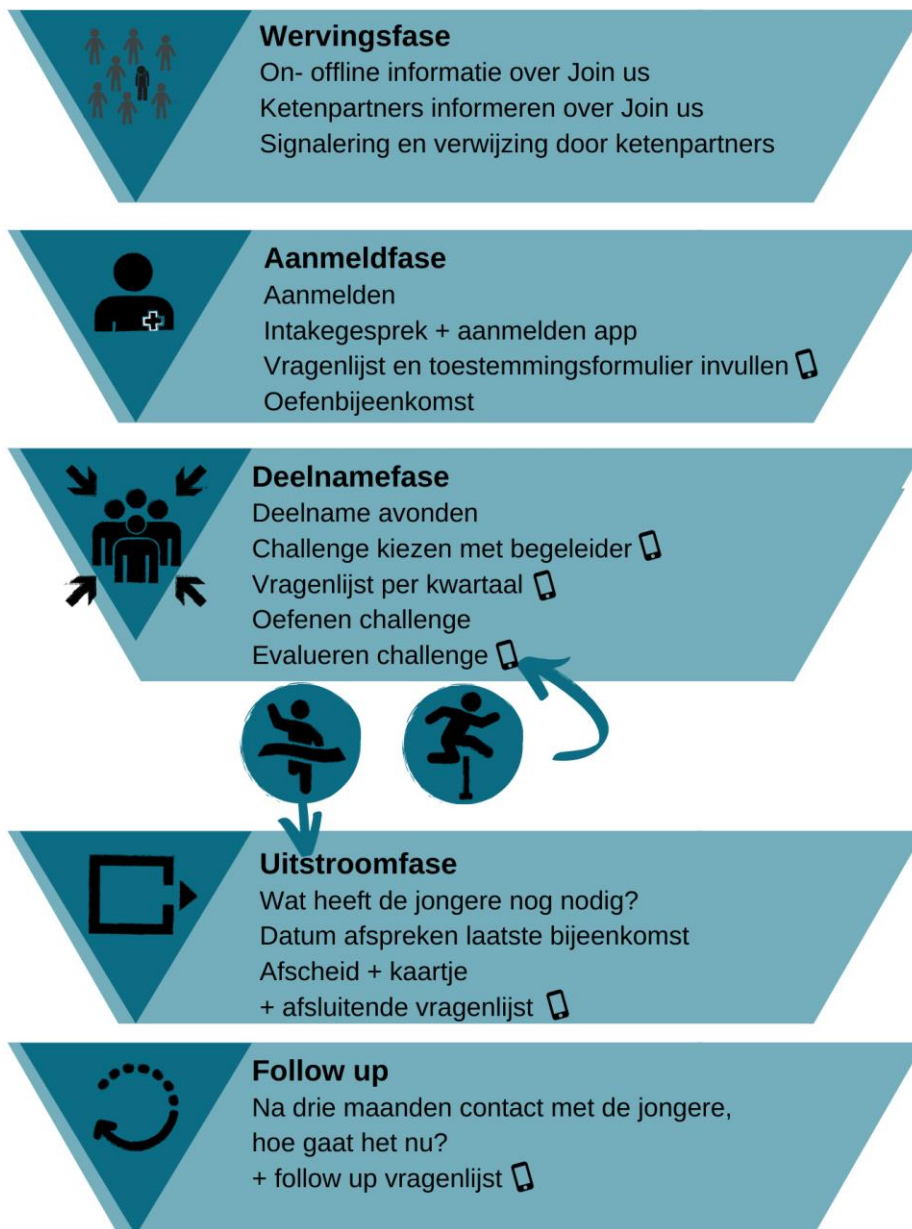 Wervingsfase
On- offline informatie over Join us
Ketenpartners informeren over Join us
Signalering en verwijzing door ketenpartners
Aanmeldfase
Aanmelden
Intakegesprek + aanmelden app
Vragenlijst en toestemmingsformulier invullen
Oefenbijeenkomst
Deelnamefase
Deelname avonden
Challenge kiezen met begeleider
Vragenlijst per kwartaal
Oefenen challenge
Evalueren challenge
Uitstroomfase
Wat heeft de jongere nog nodig?
Datum afspreken laatste bijeenkomst
Afscheid + kaartje
+ afsluitende vragenlijst
Follow up
Na drie maanden contact met de jongere,
hoe gaat het nu?
+ follow up vragenlijst